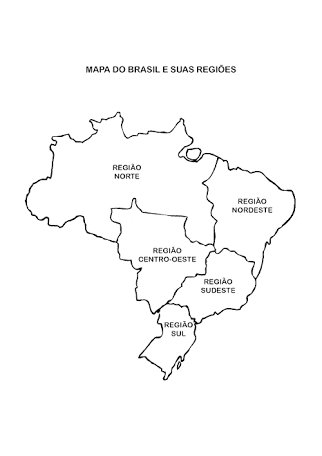 MAPA DO BRASIL E SUAS REGIÕES
REGIÃO
NORTE
REGIÃO
NORDESTE
REGIÃO
CENTRO-OESTE
REGIÃO
SUDESTE
REGIÃO
SUL